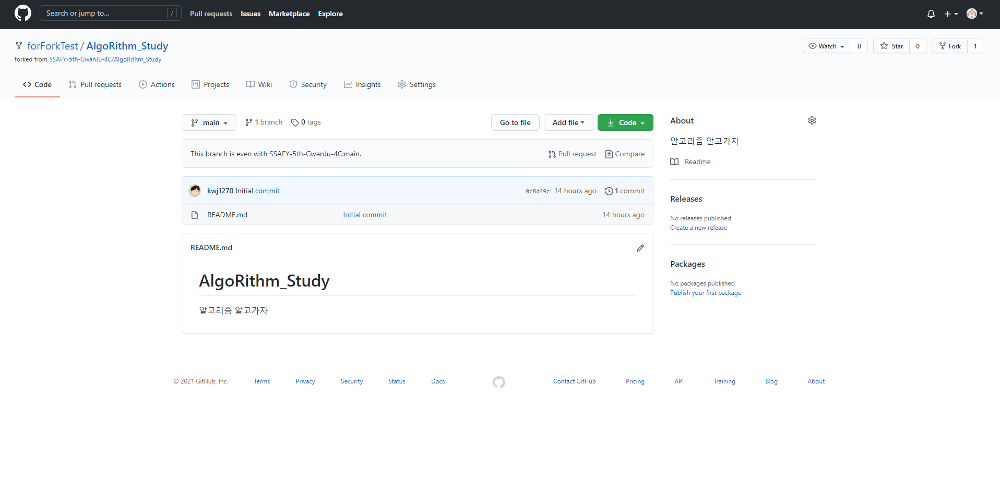 Search or jump to... /
Pull requests Issues Marketplace Explore
forForkTest / AlgoRithm_Study
forked from SSAFY-5th-GwanJu-4C/AlgoRithm_Study
Watch 0 Star 0 Fork 1
Code Pull requests Actions Projects Wiki Security Insights Settings
main 1 branch 0 tags Go to file Add file Code
This branch is even with SSAFY-5th-GwanJu-4C:main. Pull request Compare
kwj1270 Initial commit 0c8d49c 14 hours ago 1 commit
README.md Initial commit 14 hours ago
README.md
AlgoRithm_Study
알고리즘 알고가자
About
알고리즘 알고가자
Readme
Releases
No releases published
Create a new release
Packages
No packages published
Publish your first package
© 2021 GitHub, Inc. Terms Privacy Security Status Docs Contact GitHub Pricing API Training Blog About